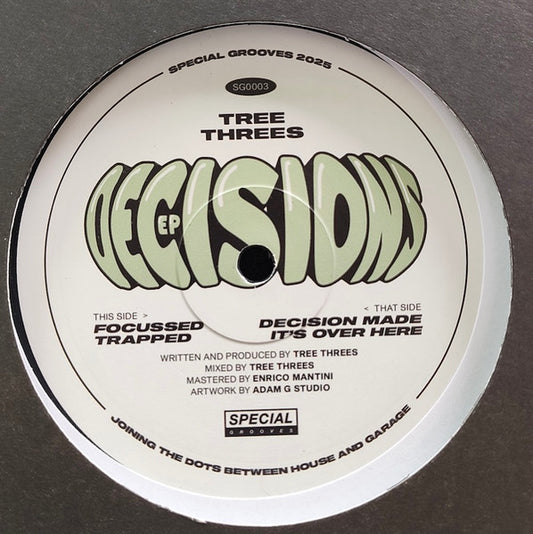 SPECIAL GROOVES 2025
SG0003
TREE
THREES
DECISIONS
EP
THIS SIDE >
FOCUSSED
TRAPPED
< THAT SIDE
DECISION MADE
IT'S OVER HERE
WRITTEN AND PRODUCED BY TREE THREES
MIXED BY TREE THREES
MASTERED BY ENRICO MANTINI
ARTWORK BY ADAM G STUDIO
SPECIAL
GROOVES
JOINING THE DOTS BETWEEN HOUSE AND GARAGE